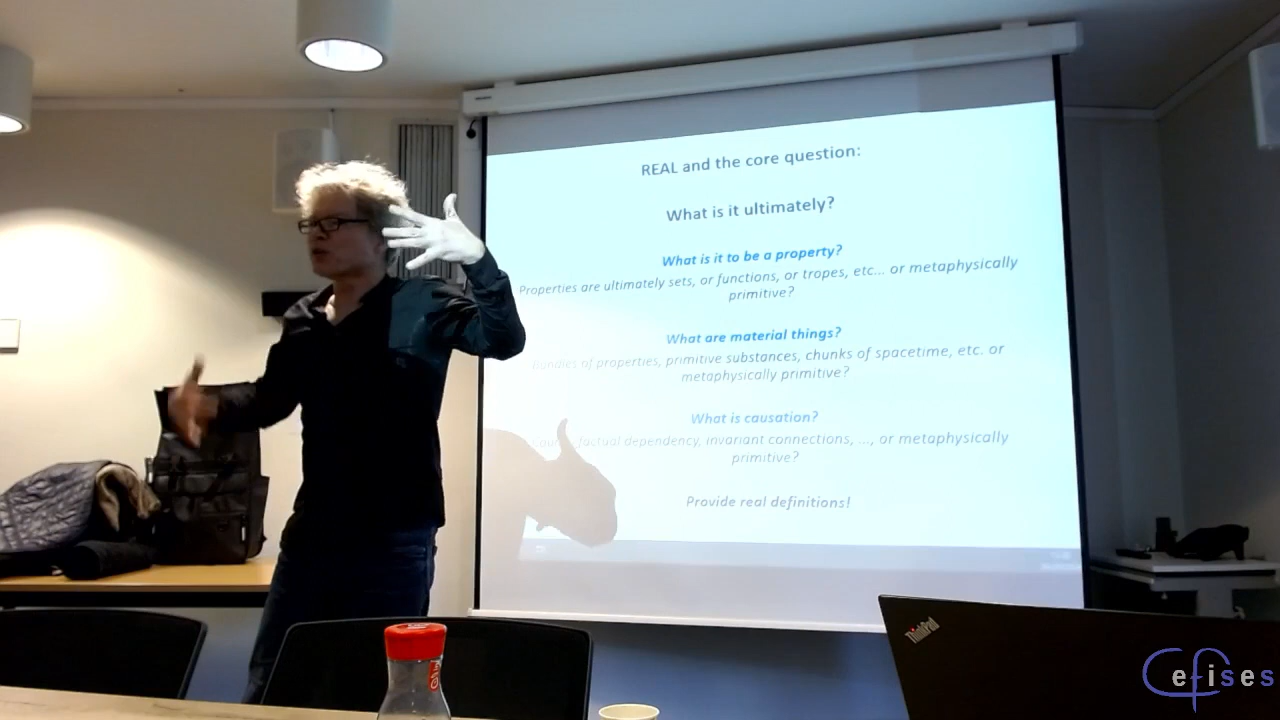 REAL and the core question:
What is it ultimately?
What is it to be a property?
Properties are ultimately sets, or functions, or tropes, etc... or metaphysically
primitive?
What are material things?
Bundles of properties, primitive substances, chunks of spacetime, etc. or
metaphysically primitive?
What is causation?
factual dependency, invariant connections, ..., or metaphysically
primitive?
Provide real definitions!
ThinkPad
efises